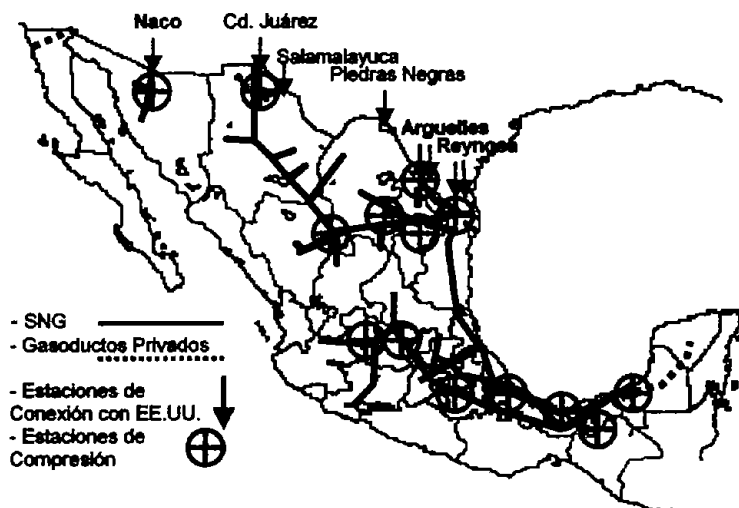 Naco
Cd. Juárez
Salamalayuca
Piedras Negras
Arguelles
Reynosa
- SNG
- Gasoductos Privados
- Estaciones de
Conexión con EE.UU.
- Estaciones de
Compresión